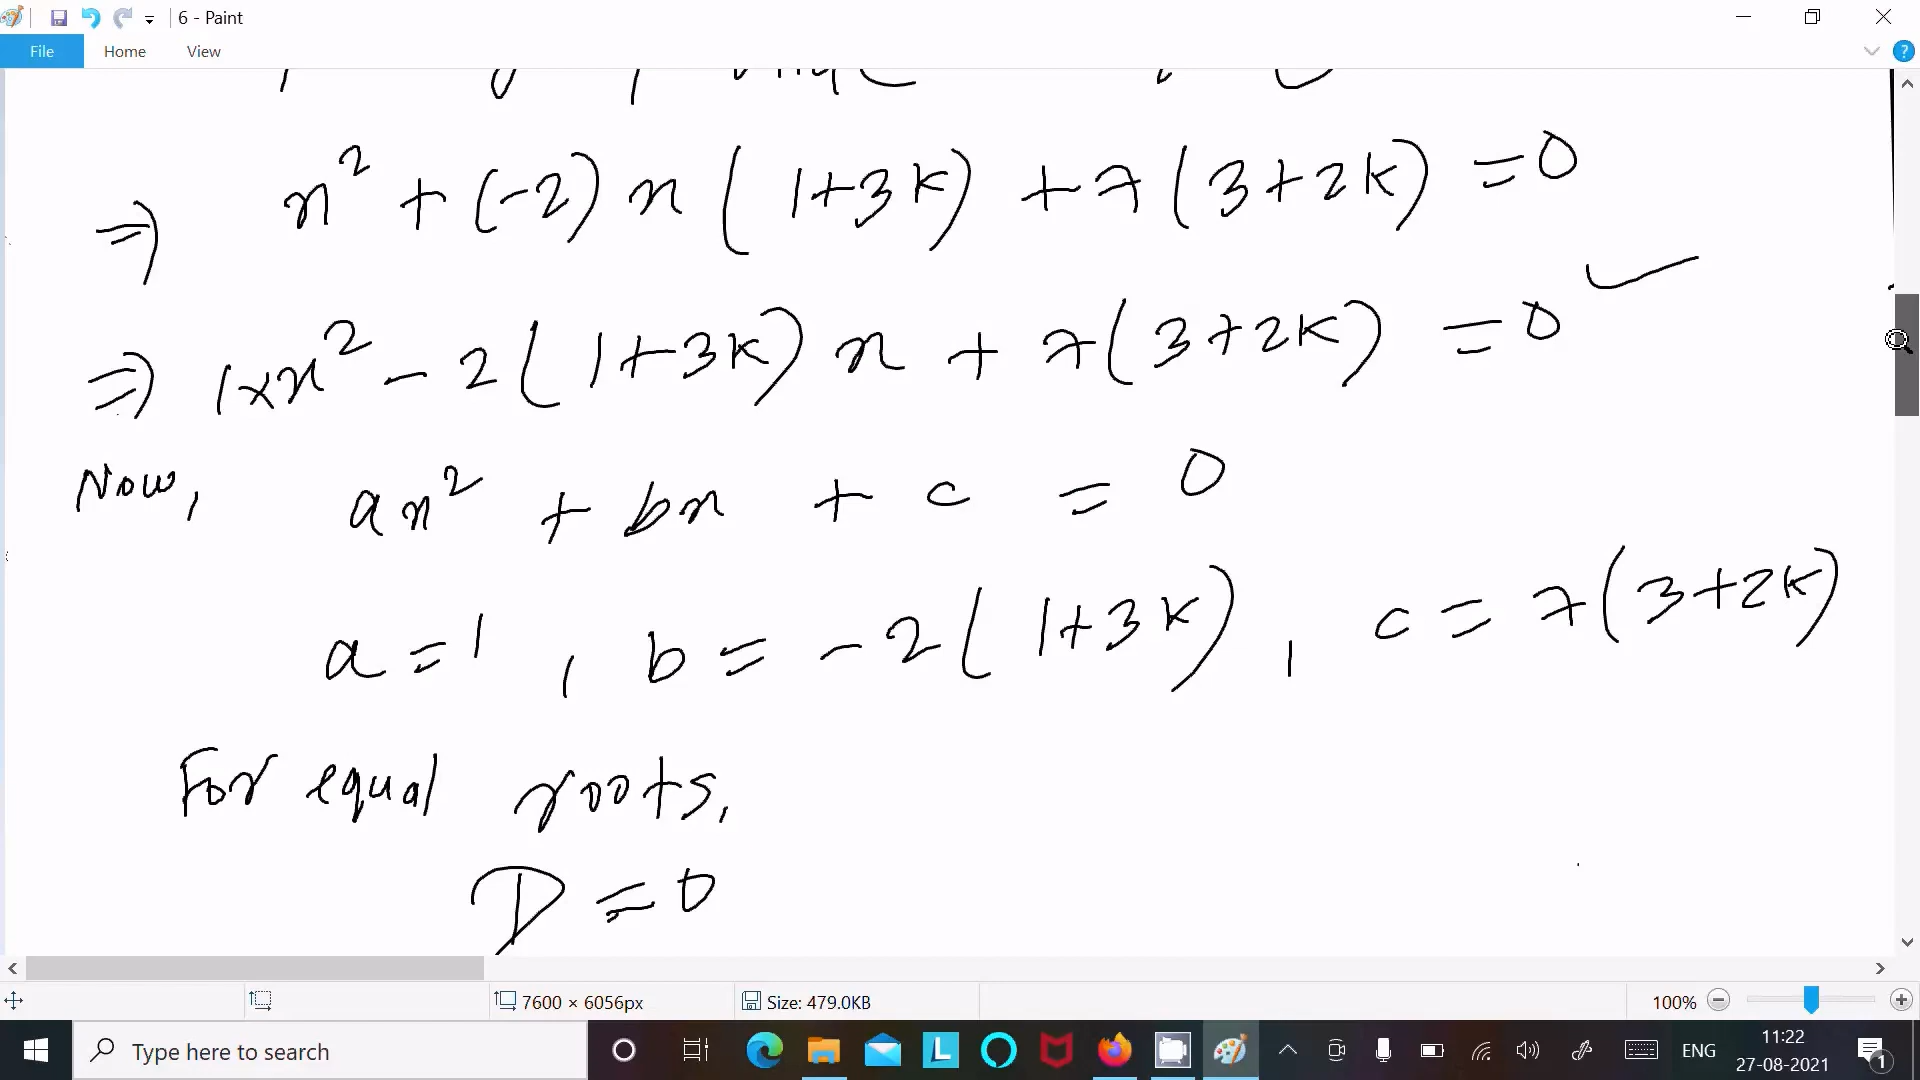 6 - Paint
File Home View
⇒ x² + (-2) x (1+3k) + 7(3+2k) = 0
⇒ 1×x² - 2(1+3k) x + 7(3+2k) = 0
Now, ax² + bx + c = 0
a = 1, b = -2(1+3k), c = 7(3+2k)
For equal roots,
D = 0
7600 × 6056px Size: 479.0KB 100%
Type here to search L ENG 11:22
27-08-2021 1